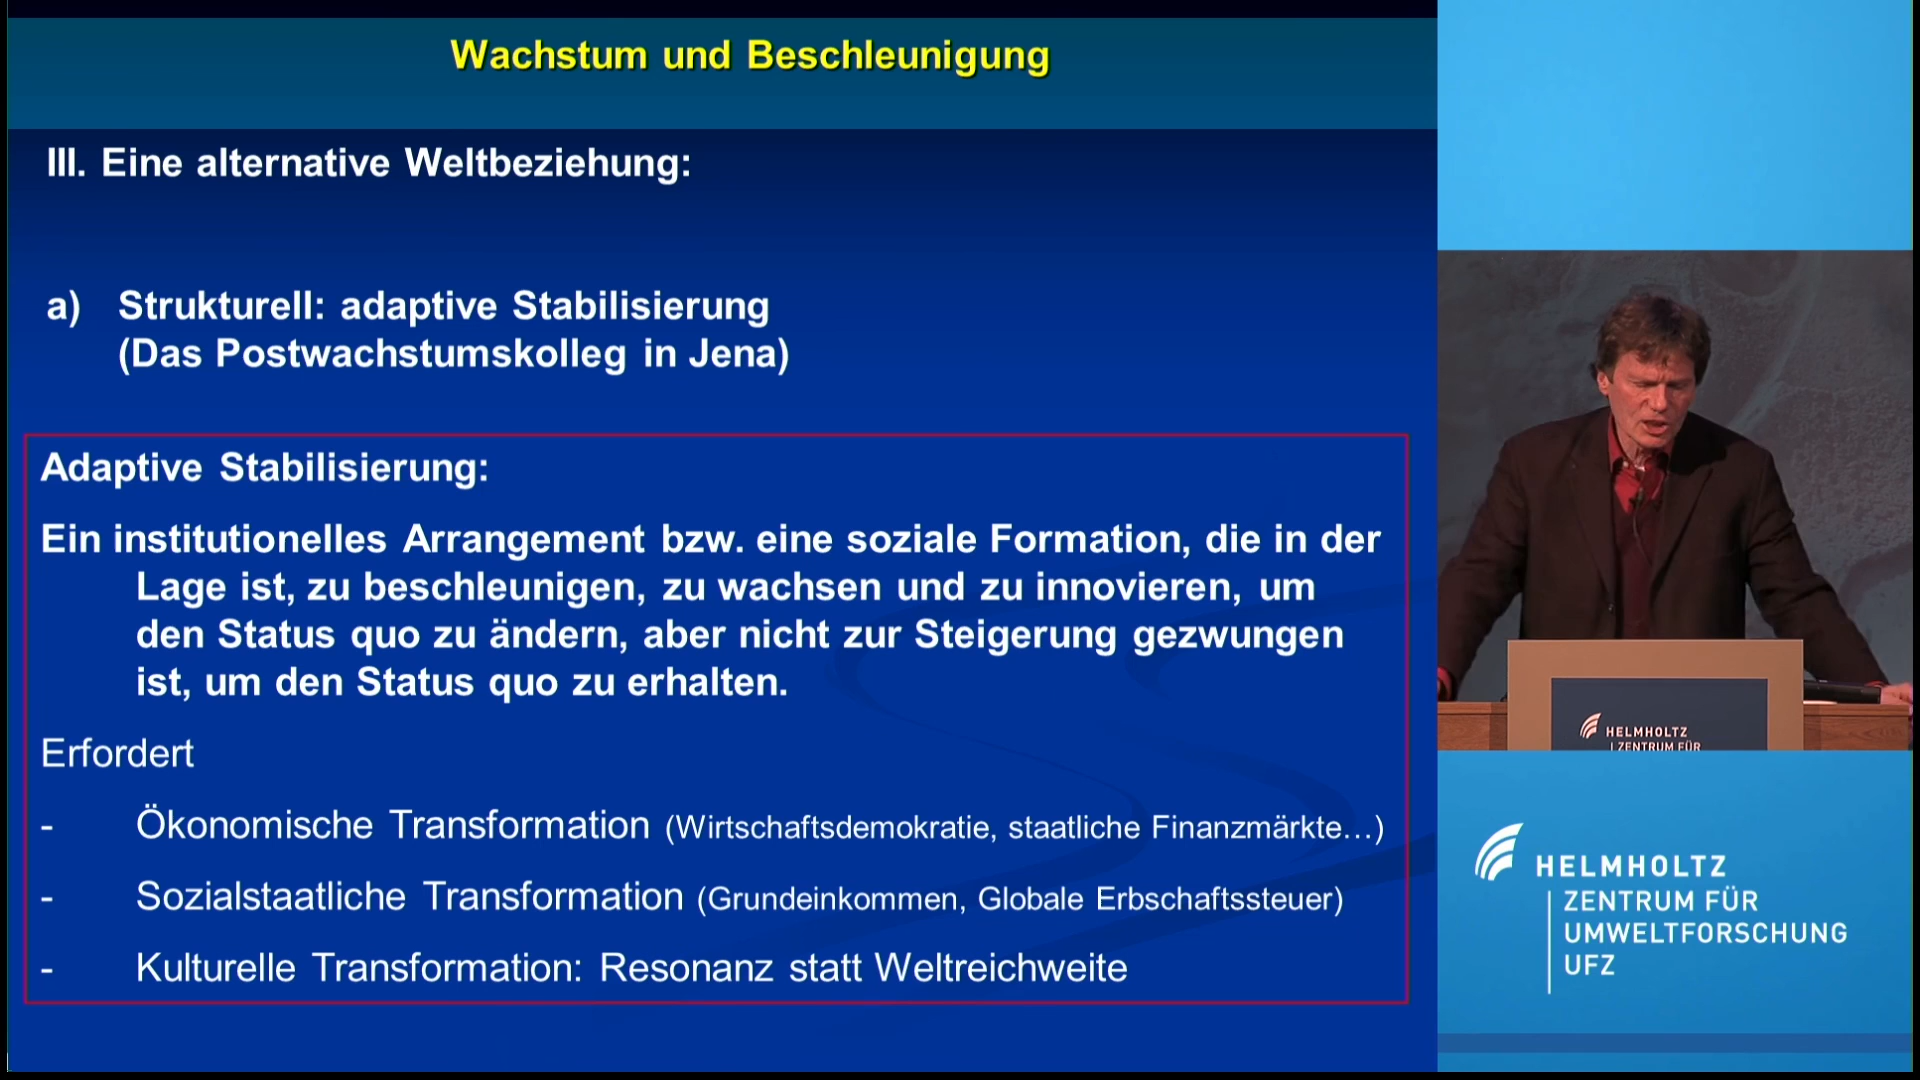 Wachstum und Beschleunigung
III. Eine alternative Weltbeziehung:
a) Strukturell: adaptive Stabilisierung
(Das Postwachstumskolleg in Jena)
Adaptive Stabilisierung:
Ein institutionelles Arrangement bzw. eine soziale Formation, die in der
Lage ist, zu beschleunigen, zu wachsen und zu innovieren, um
den Status quo zu ändern, aber nicht zur Steigerung gezwungen
ist, um den Status quo zu erhalten.
Erfordert
- Ökonomische Transformation (Wirtschaftsdemokratie, staatliche Finanzmärkte…)
- Sozialstaatliche Transformation (Grundeinkommen, Globale Erbschaftssteuer)
- Kulturelle Transformation: Resonanz statt Weltreichweite
HELMHOLTZ
ZENTRUM FÜR
HELMHOLTZ
ZENTRUM FÜR
UMWELTFORSCHUNG
UFZ